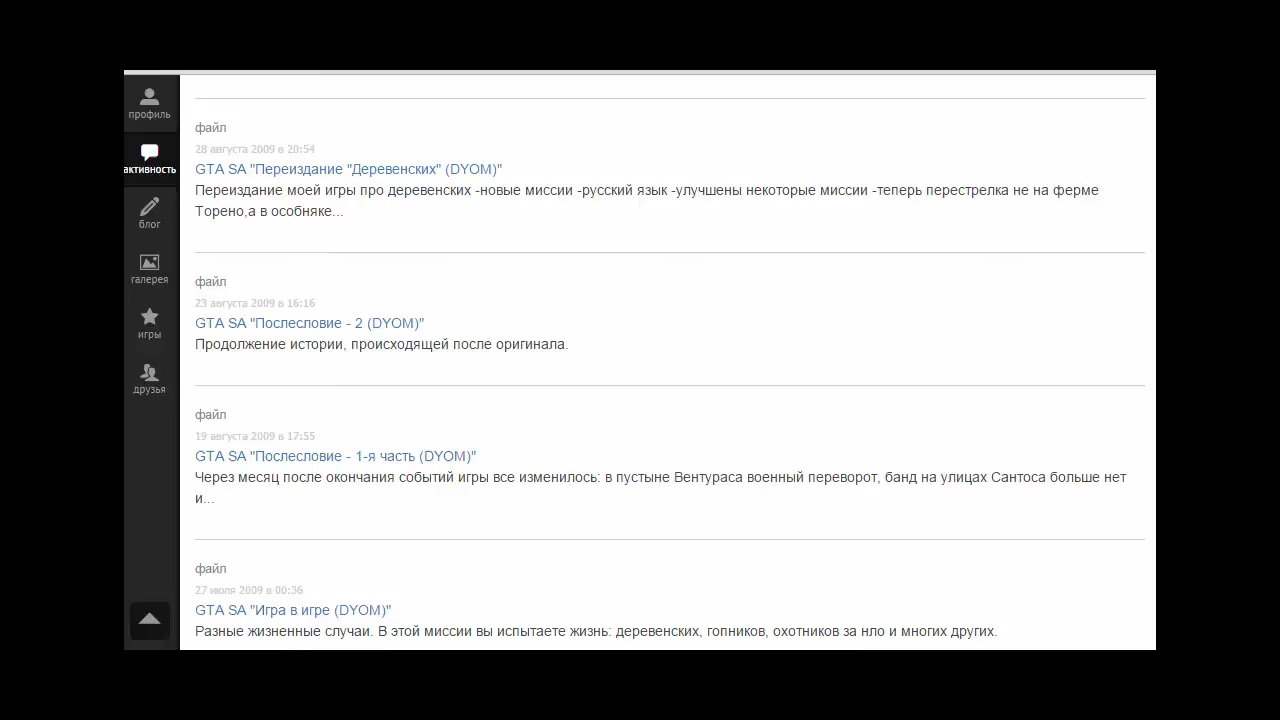 профиль
активность
блог
галерея
игры
друзья
файл
28 августа 2009 в 20:54
GTA SA "Переиздание "Деревенских" (DYOM)"
Переиздание моей игры про деревенских -новые миссии -русский язык -улучшены некоторые миссии -теперь перестрелка не на ферме
Торено,а в особняке...
файл
23 августа 2009 в 16:16
GTA SA "Послесловие - 2 (DYOM)"
Продолжение истории, происходящей после оригинала.
файл
19 августа 2009 в 17:55
GTA SA "Послесловие - 1-я часть (DYOM)"
Через месяц после окончания событий игры все изменилось: в пустыне Вентураса военный переворот, банд на улицах Сантоса больше нет
и...
файл
27 июля 2009 в 00:36
GTA SA "Игра в игре (DYOM)"
Разные жизненные случаи. В этой миссии вы испытаете жизнь: деревенских, гопников, охотников за нло и многих других.